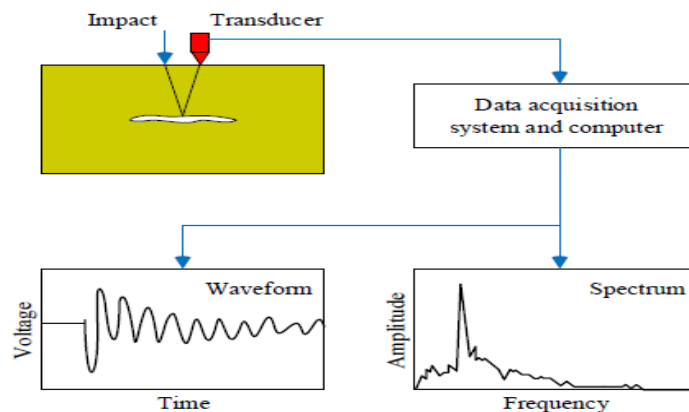 Impact
Transducer
Data acquisition
system and computer
Waveform
Voltage
Time
Spectrum
Amplitude
Frequency